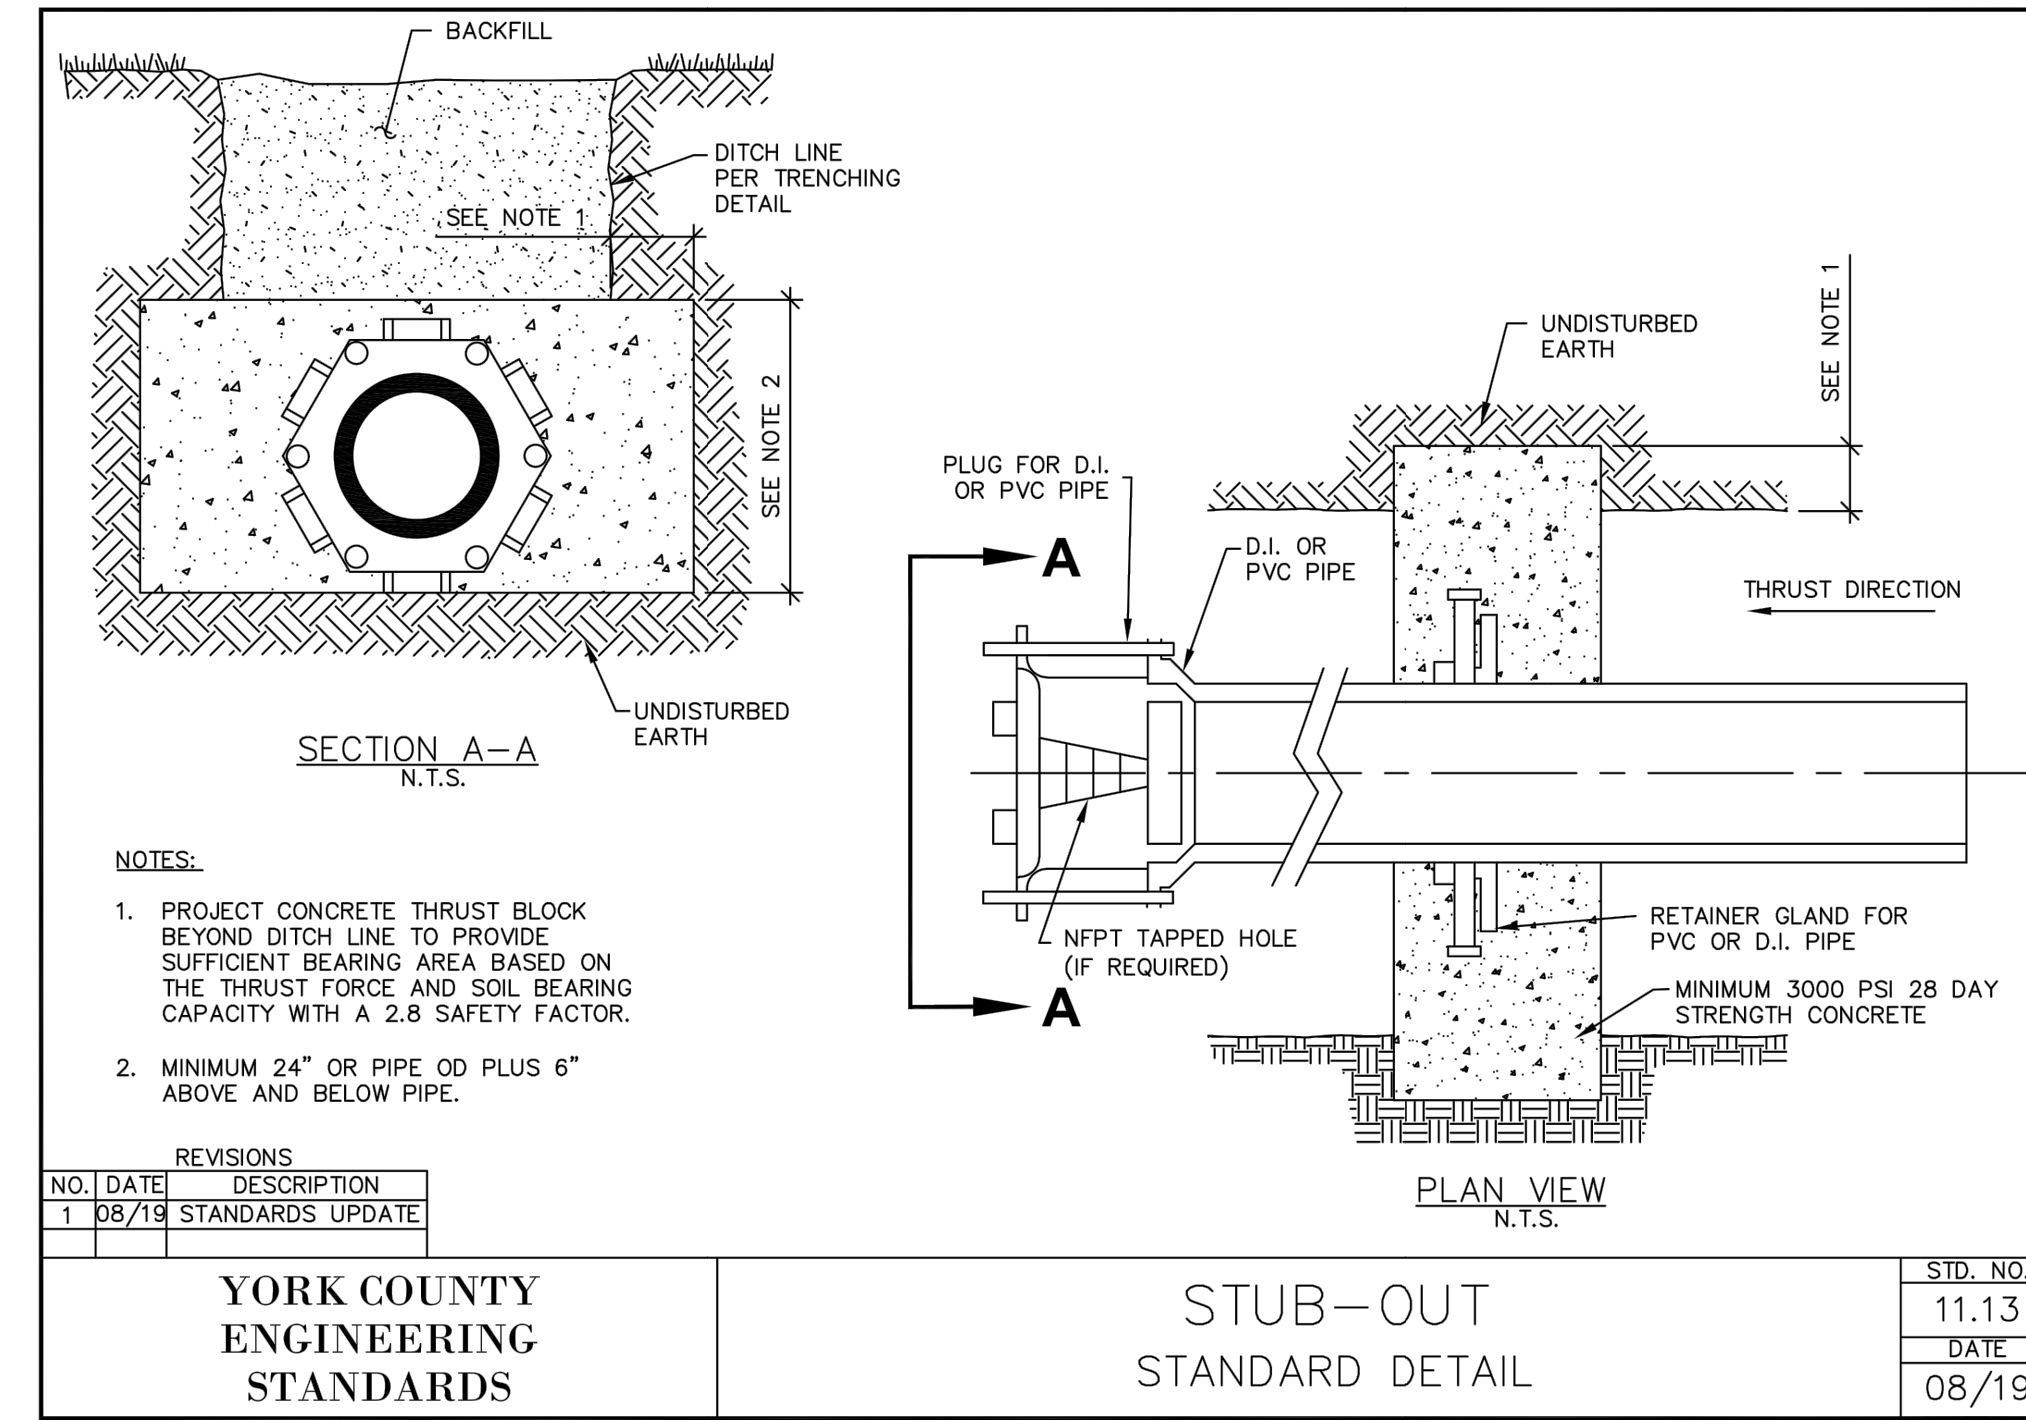 BACKFILL
DITCH LINE
PER TRENCHING
DETAIL
SEE NOTE 1
SEE NOTE 2
UNDISTURBED
EARTH
SECTION A-A
N.T.S.
UNDISTURBED
EARTH
SEE NOTE 1
PLUG FOR D.I.
OR PVC PIPE
A
D.I. OR
PVC PIPE
THRUST DIRECTION
NFPT TAPPED HOLE
(IF REQUIRED)
A
RETAINER GLAND FOR
PVC OR D.I. PIPE
MINIMUM 3000 PSI 28 DAY
STRENGTH CONCRETE
PLAN VIEW
N.T.S.
NOTES:
1. PROJECT CONCRETE THRUST BLOCK
BEYOND DITCH LINE TO PROVIDE
SUFFICIENT BEARING AREA BASED ON
THE THRUST FORCE AND SOIL BEARING
CAPACITY WITH A 2.8 SAFETY FACTOR.
2. MINIMUM 24" OR PIPE OD PLUS 6"
ABOVE AND BELOW PIPE.
REVISIONS
NO. DATE DESCRIPTION
1 08/19 STANDARDS UPDATE
YORK COUNTY
ENGINEERING
STANDARDS
STUB-OUT
STANDARD DETAIL
STD. NO.
11.13
DATE
08/19